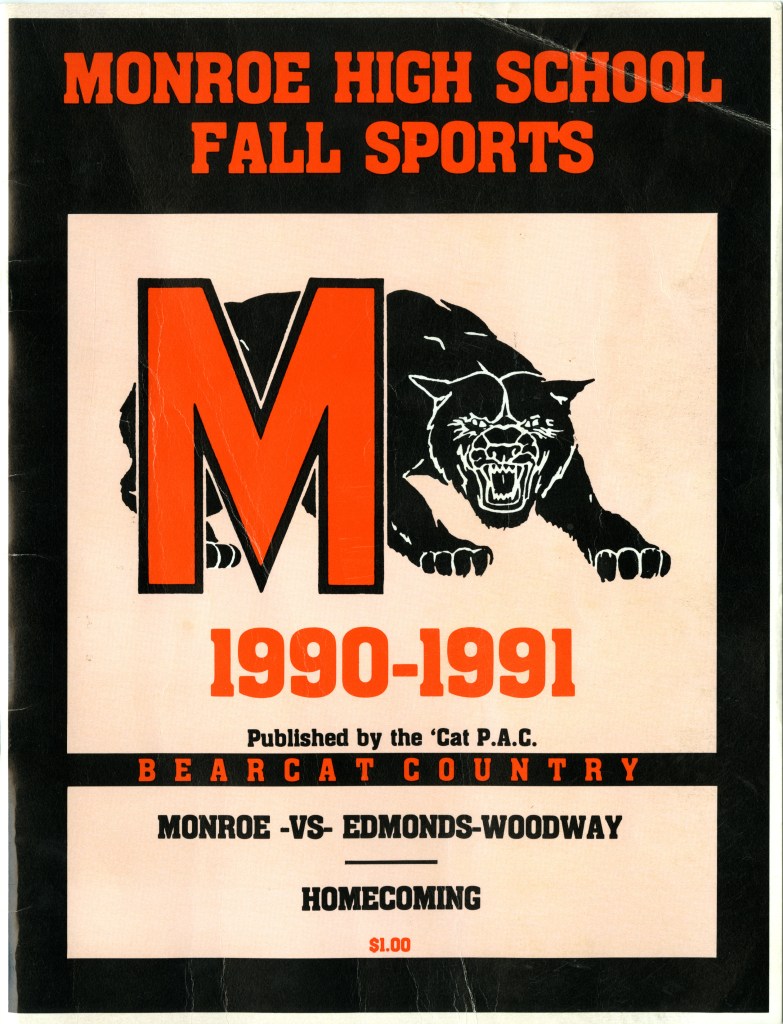 MONROE HIGH SCHOOL
FALL SPORTS
M
1990-1991
Published by the ‘Cat P.A.C.
BEARCAT COUNTRY
MONROE -VS- EDMONDS-WOODWAY
HOMECOMING
$1.00